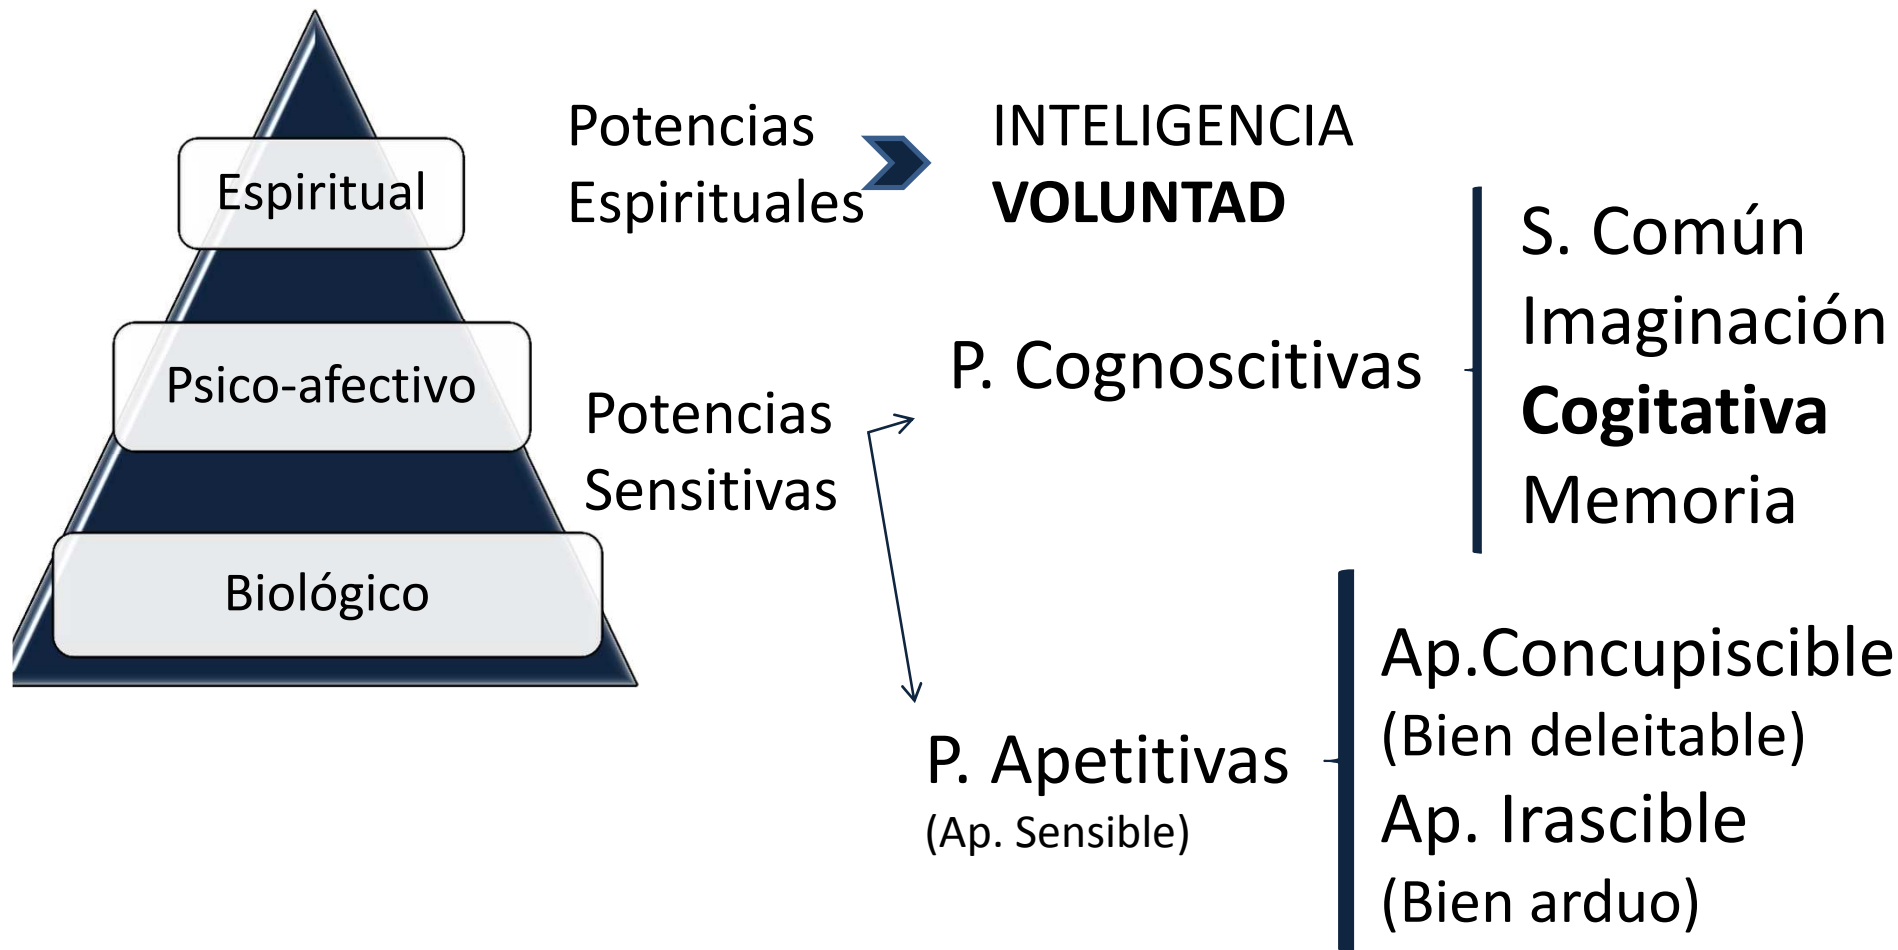 Espiritual
Psico-afectivo
Biológico
Potencias
Espirituales
INTELIGENCIA
VOLUNTAD
Potencias
Sensitivas
P. Cognoscitivas
S. Común
Imaginación
Cogitativa
Memoria
P. Apetitivas
(Ap. Sensible)
Ap.Concupiscible
(Bien deleitable)
Ap. Irascible
(Bien arduo)